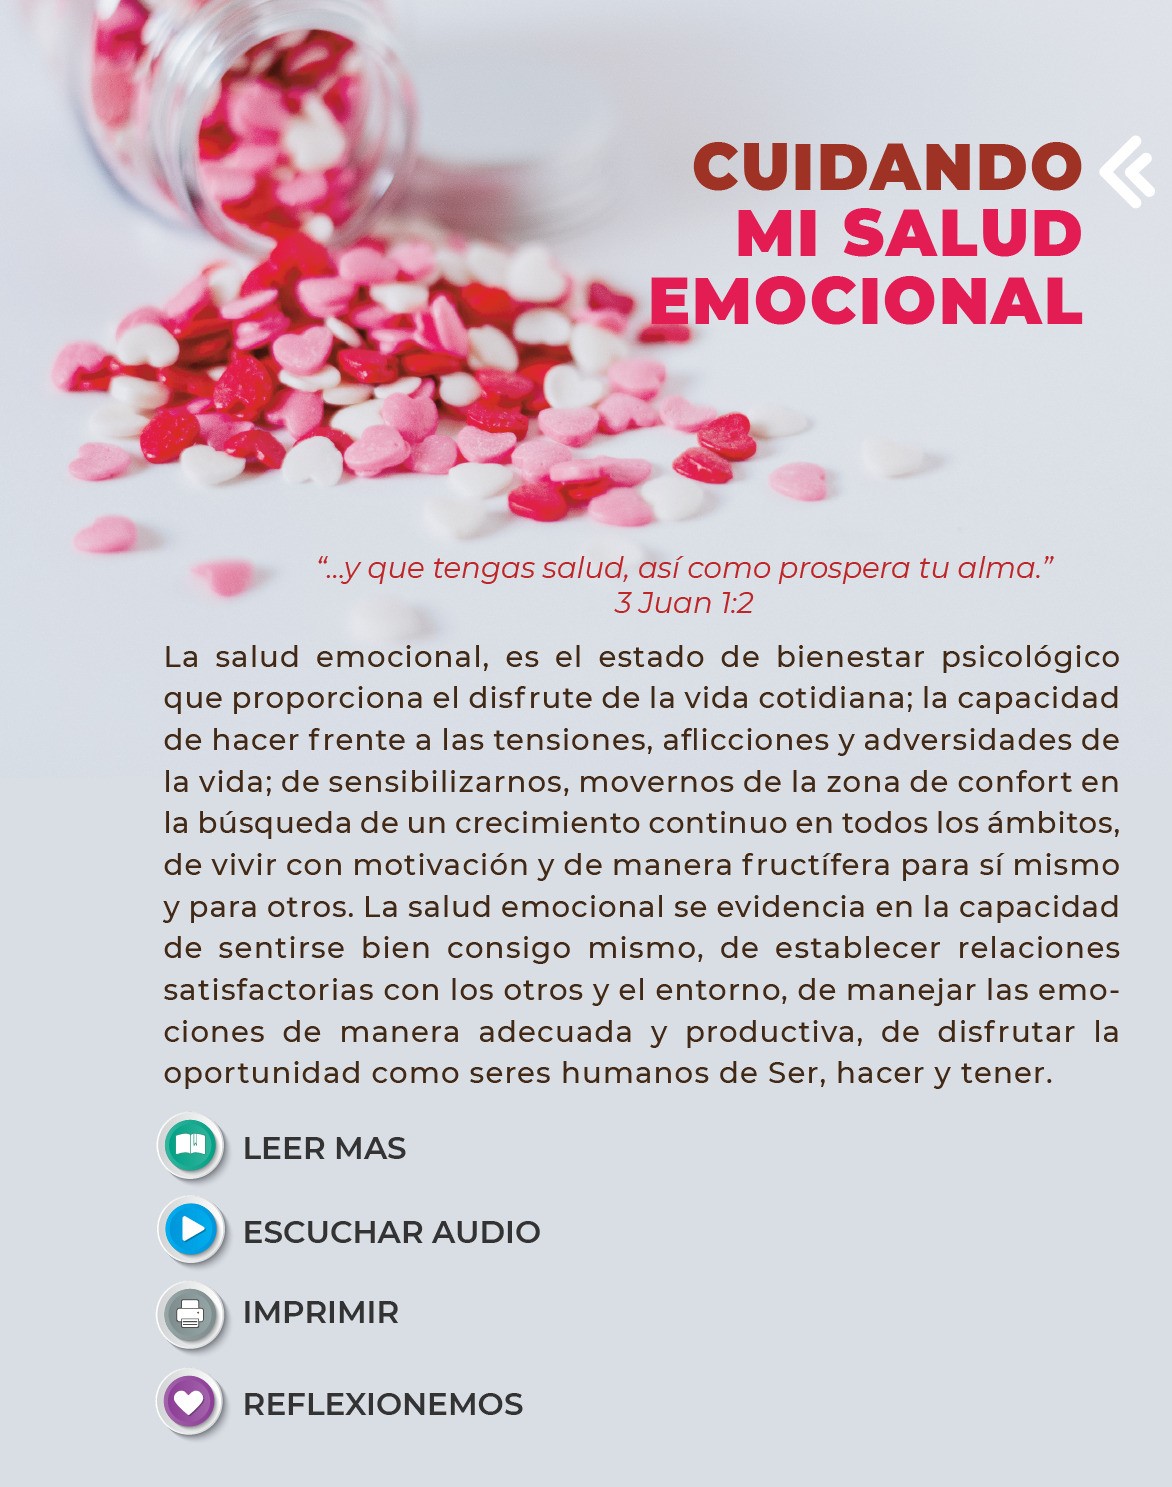 CUIDANDO
MI SALUD
EMOCIONAL
“...y que tengas salud, así como prospera tu alma.”
3 Juan 1:2
La salud emocional, es el estado de bienestar psicológico
que proporciona el disfrute de la vida cotidiana; la capacidad
de hacer frente a las tensiones, aflicciones y adversidades de
la vida; de sensibilizarnos, movernos de la zona de confort en
la búsqueda de un crecimiento continuo en todos los ámbitos,
de vivir con motivación y de manera fructífera para sí mismo
y para otros. La salud emocional se evidencia en la capacidad
de sentirse bien consigo mismo, de establecer relaciones
satisfactorias con los otros y el entorno, de manejar las emo-
ciones de manera adecuada y productiva, de disfrutar la
oportunidad como seres humanos de Ser, hacer y tener.
LEER MAS
ESCUCHAR AUDIO
IMPRIMIR
REFLEXIONEMOS